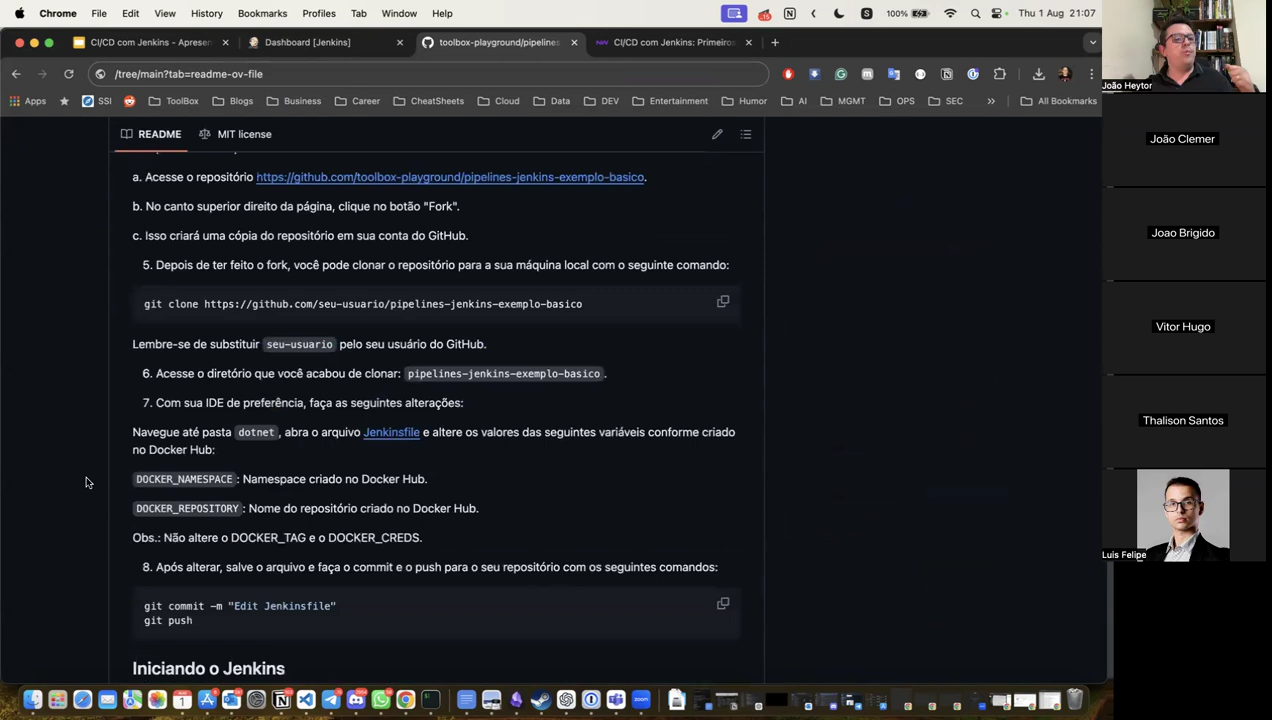 Chrome File Edit View History Bookmarks Profiles Tab Window Help 100% Thu 1 Aug 21:07
CI/CD com Jenkins - Apresen
Dashboard [Jenkins]
toolbox-playground/pipelines
CI/CD com Jenkins: Primeiros
/tree/main?tab=readme-ov-file
Apps SSI ToolBox Blogs Business Career CheatSheets Cloud Data DEV Entertainment Humor AI MGMT OPS SEC » All Bookmarks
README MIT license
a. Acesse o repositório https://github.com/toolbox-playground/pipelines-jenkins-exemplo-basico.
b. No canto superior direito da página, clique no botão "Fork".
c. Isso criará uma cópia do repositório em sua conta do GitHub.
5. Depois de ter feito o fork, você pode clonar o repositório para a sua máquina local com o seguinte comando:
git clone https://github.com/seu-usuario/pipelines-jenkins-exemplo-basico
Lembre-se de substituir seu-usuario pelo seu usuário do GitHub.
6. Acesse o diretório que você acabou de clonar: pipelines-jenkins-exemplo-basico.
7. Com sua IDE de preferência, faça as seguintes alterações:
Navegue até pasta dotnet, abra o arquivo Jenkinsfile e altere os valores das seguintes variáveis conforme criado
no Docker Hub:
DOCKER_NAMESPACE: Namespace criado no Docker Hub.
DOCKER_REPOSITORY: Nome do repositório criado no Docker Hub.
Obs.: Não altere o DOCKER_TAG e o DOCKER_CREDS.
8. Após alterar, salve o arquivo e faça o commit e o push para o seu repositório com os seguintes comandos:
git commit -m "Edit Jenkinsfile"
git push
Iniciando o Jenkins
João Heytor
João Clemer
Joao Brigido
Vitor Hugo
Thalison Santos
Luis Felipe